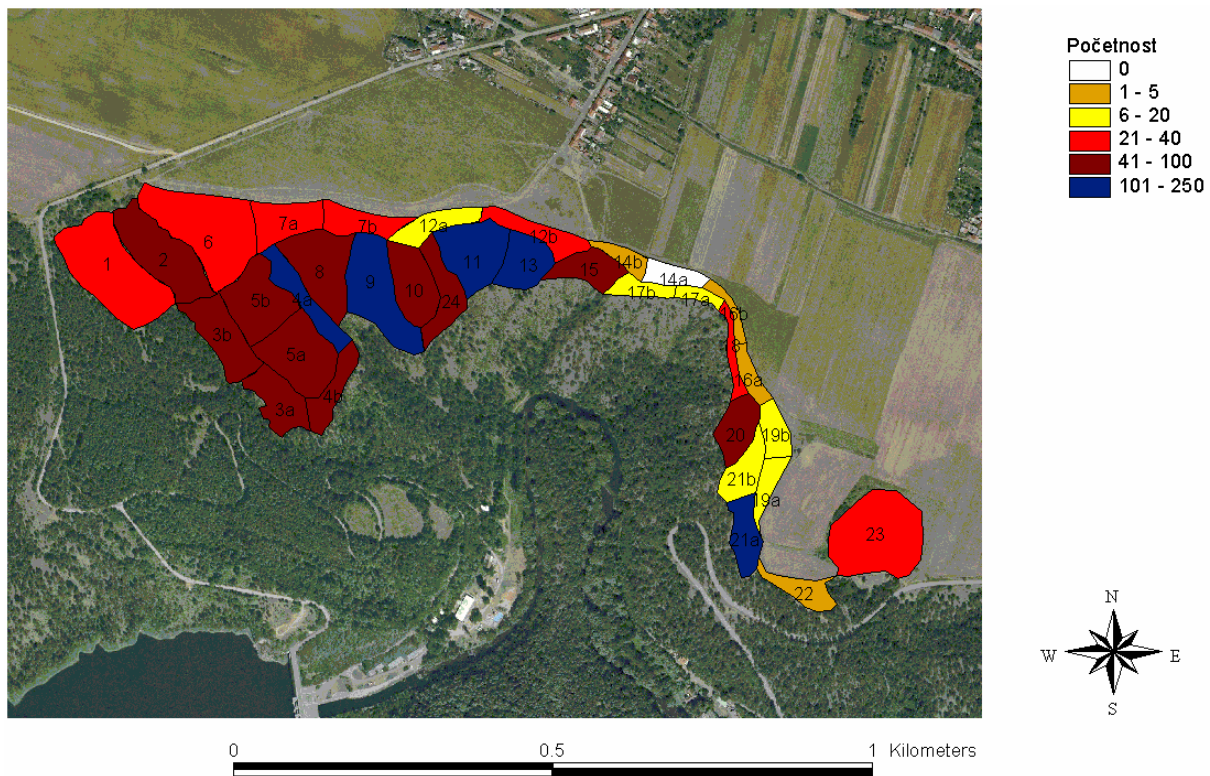 Početnost
0
1 - 5
6 - 20
21 - 40
41 - 100
101 - 250
1
2
6
7a
7b
12a
12b
14b
14a
8
9
10
11
13
15
24
4a
5b
3b
5a
3a
4b
17b
17a
16b
8
16a
20
19b
21b
19a
21a
22
23
N
W
E
S
0
0.5
1 Kilometers